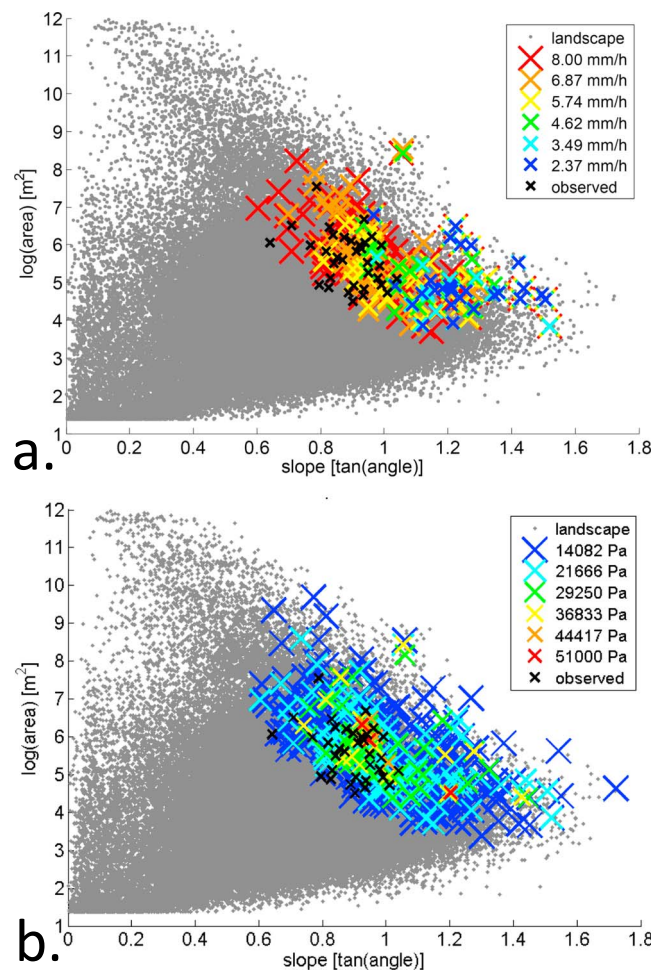 12
11
10
9
8
7
6
5
4
3
2
1
log(area) [m²]
landscape
8.00 mm/h
6.87 mm/h
5.74 mm/h
4.62 mm/h
3.49 mm/h
2.37 mm/h
observed
0 0.2 0.4 0.6 0.8 1 1.2 1.4 1.6 1.8
slope [tan(angle)]
a.
12
11
10
9
8
7
6
5
4
3
2
1
log(area) [m²]
landscape
14082 Pa
21666 Pa
29250 Pa
36833 Pa
44417 Pa
51000 Pa
observed
0 0.2 0.4 0.6 0.8 1 1.2 1.4 1.6 1.8
slope [tan(angle)]
b.